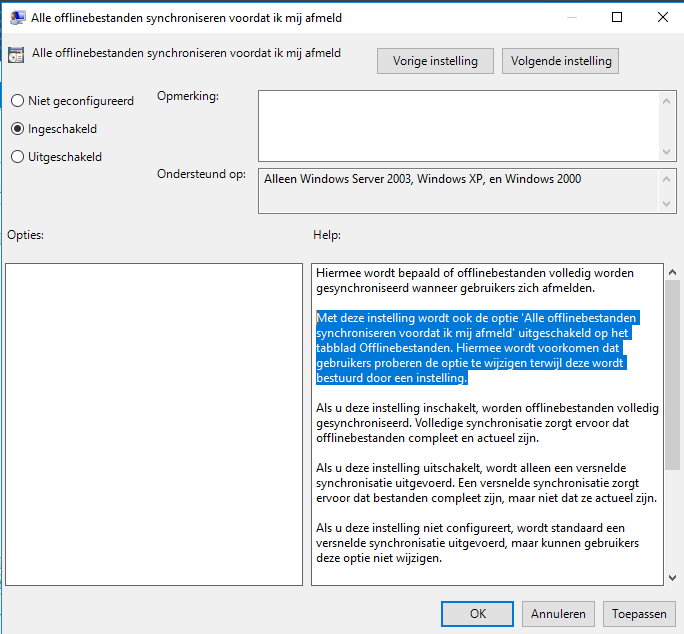 Alle offlinebestanden synchroniseren voordat ik mij afmeld
Alle offlinebestanden synchroniseren voordat ik mij afmeld
Vorige instelling
Volgende instelling
Niet geconfigureerd
Ingeschakeld
Uitgeschakeld
Opmerking:
Ondersteund op:
Alleen Windows Server 2003, Windows XP, en Windows 2000
Opties:
Help:
Hiermee wordt bepaald of offlinebestanden volledig worden
gesynchroniseerd wanneer gebruikers zich afmelden.
Met deze instelling wordt ook de optie 'Alle offlinebestanden
synchroniseren voordat ik mij afmeld' uitgeschakeld op het
tabblad Offlinebestanden. Hiermee wordt voorkomen dat
gebruikers proberen de optie te wijzigen terwijl deze wordt
bestuurd door een instelling.
Als u deze instelling inschakelt, worden offlinebestanden volledig
gesynchroniseerd. Volledige synchronisatie zorgt ervoor dat
offlinebestanden compleet en actueel zijn.
Als u deze instelling uitschakelt, wordt alleen een versnelde
synchronisatie uitgevoerd. Een versnelde synchronisatie zorgt
ervoor dat bestanden compleet zijn, maar niet dat ze actueel zijn.
Als u deze instelling niet configureert, wordt standaard een
versnelde synchronisatie uitgevoerd, maar kunnen gebruikers
deze optie niet wijzigen.
OK
Annuleren
Toepassen